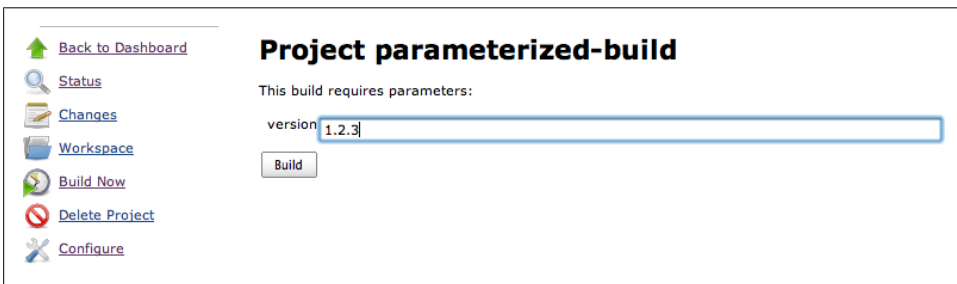 Back to Dashboard
Status
Changes
Workspace
Build Now
Delete Project
Configure
Project parameterized-build
This build requires parameters:
version 1.2.3
Build